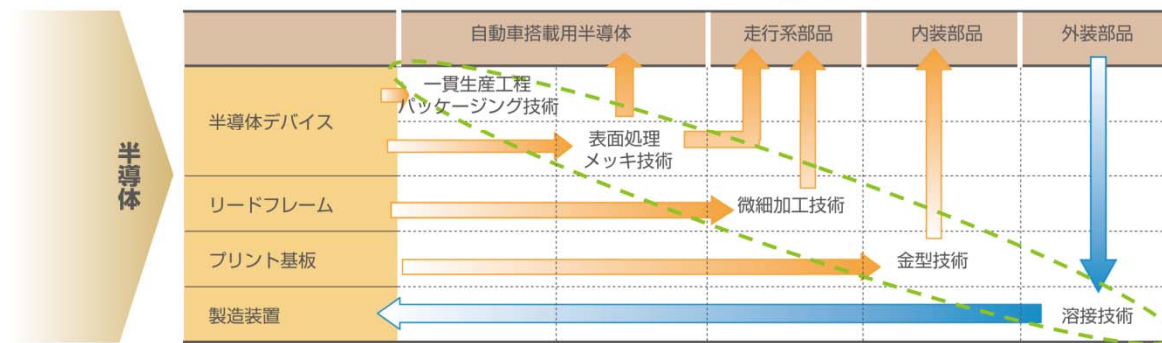 半導体
自動車搭載用半導体
走行系部品
内装部品
外装部品
半導体デバイス
一貫生産工程
パッケージング技術
表面処理
メッキ技術
リードフレーム
微細加工技術
プリント基板
金型技術
製造装置
溶接技術